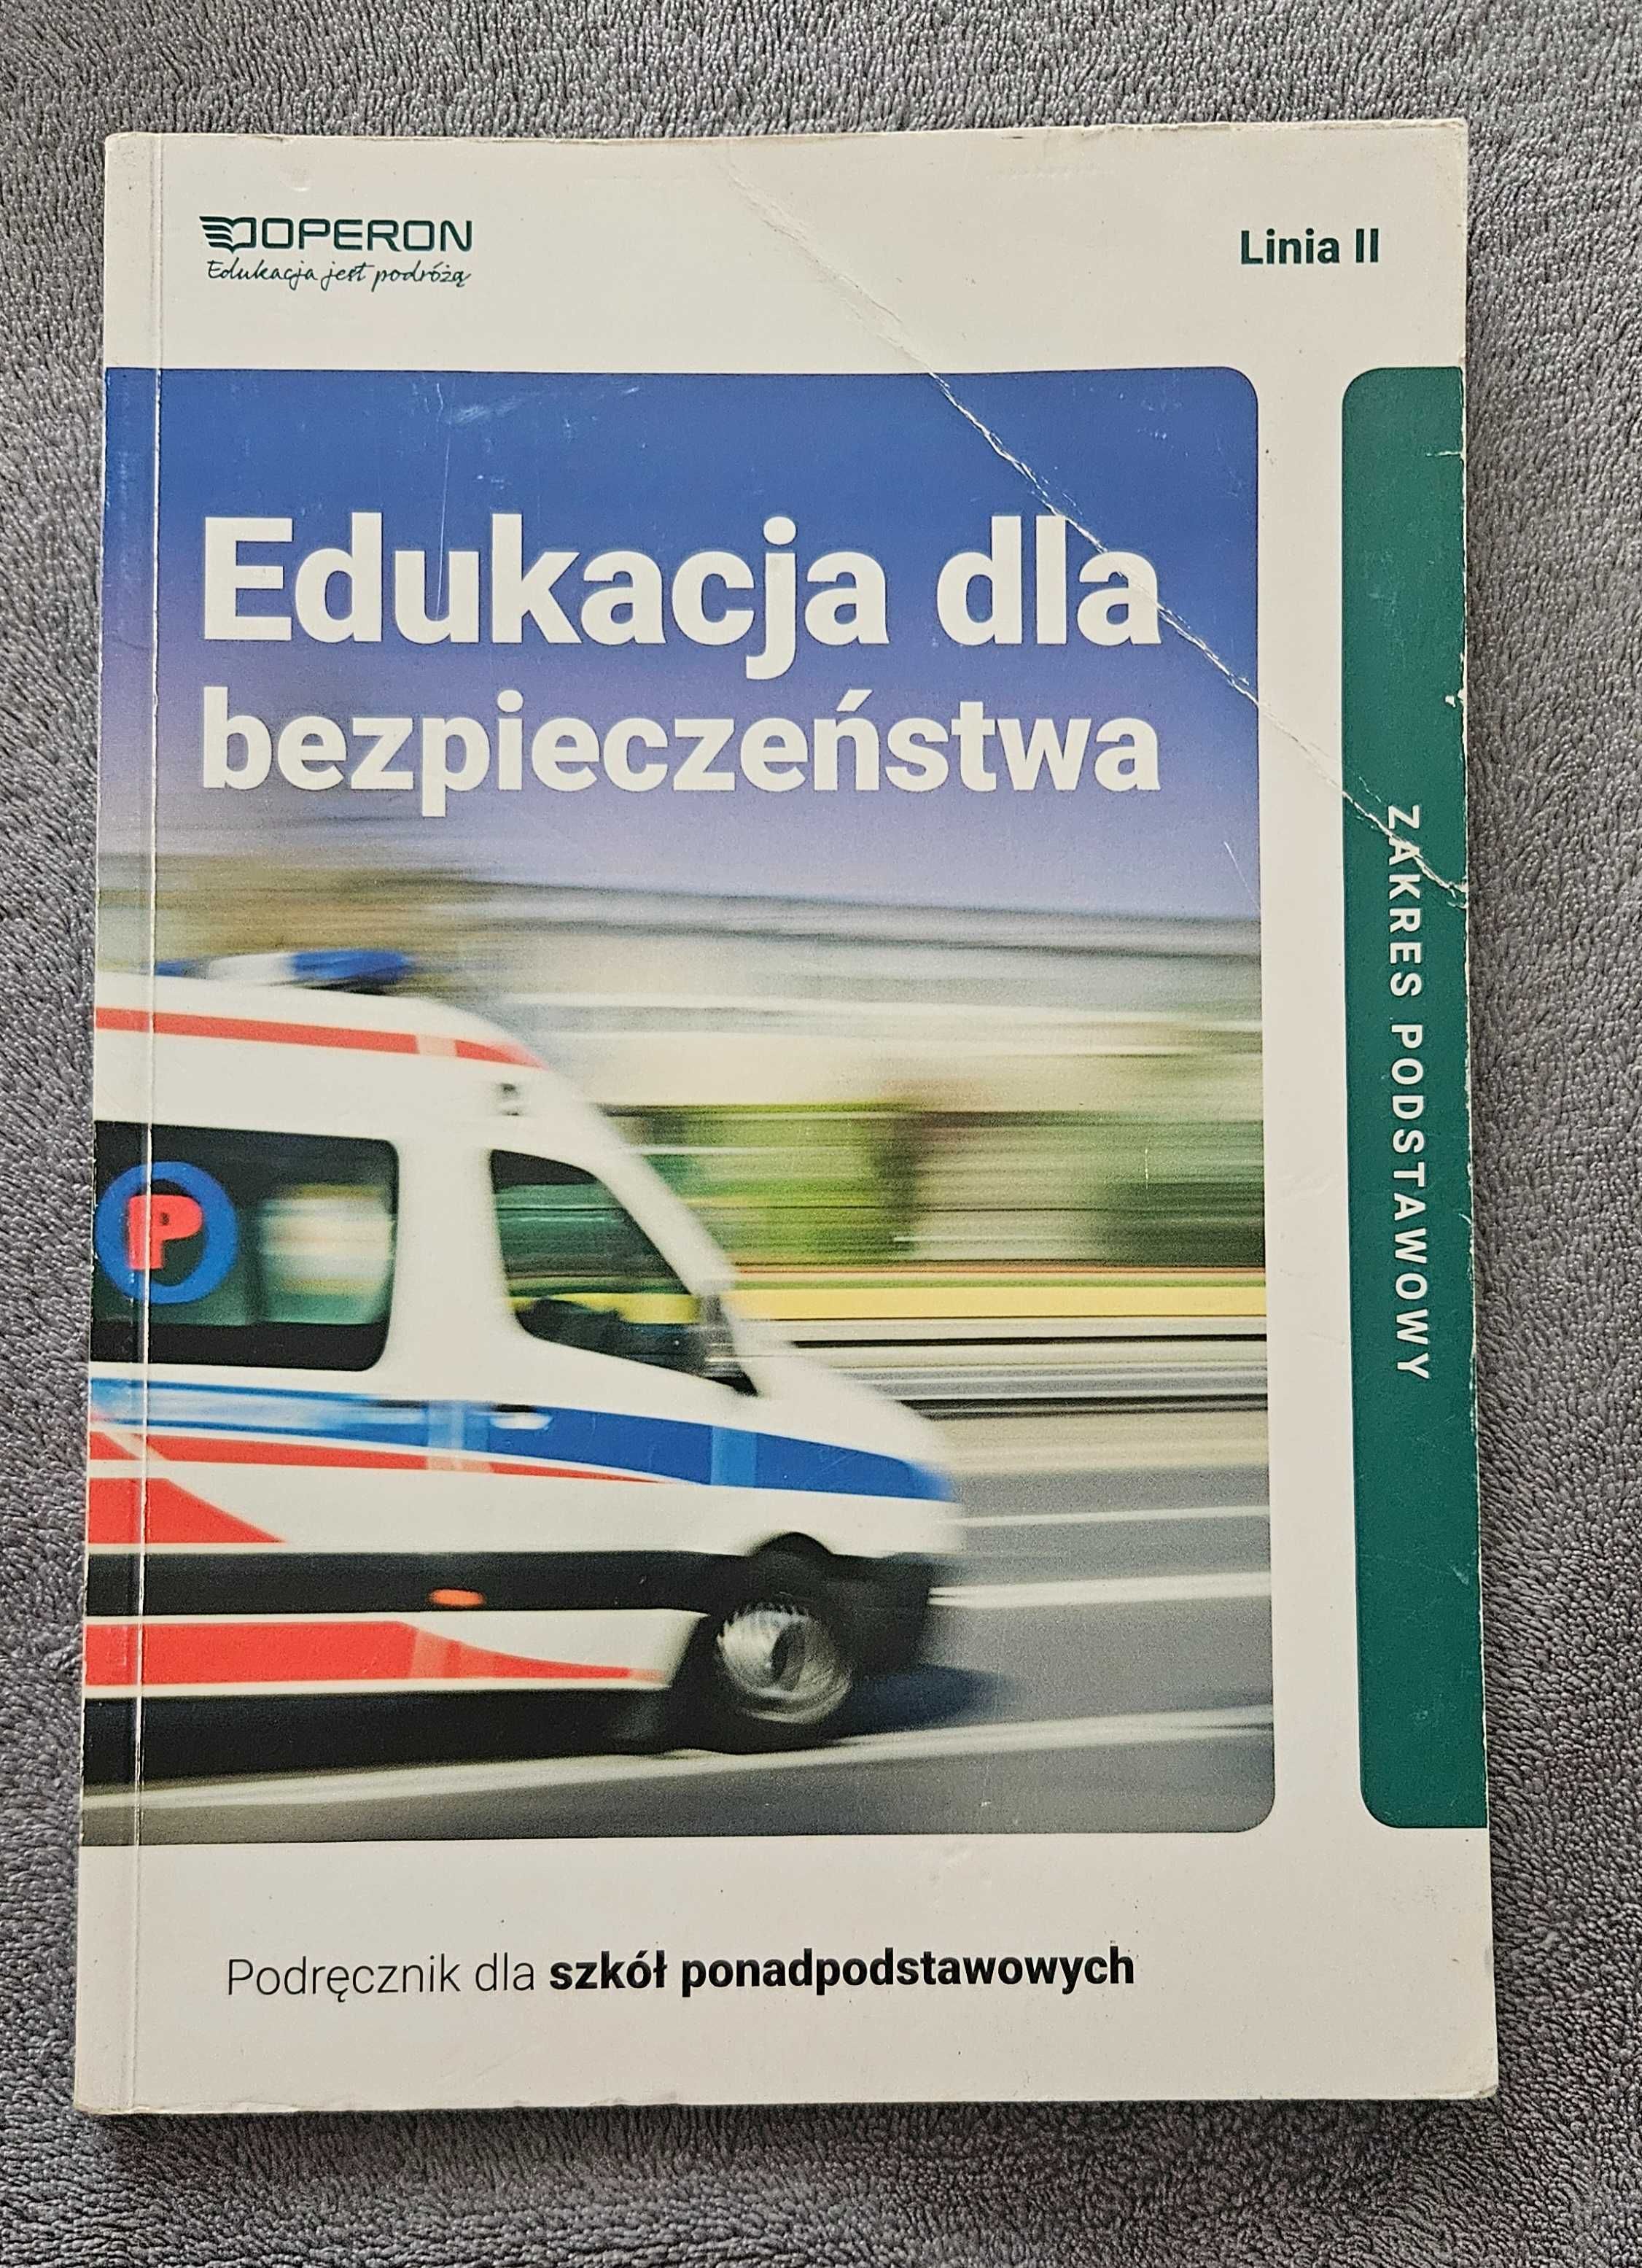 OPERON
Edukacja jest podróżą
Linia II
Edukacja dla
bezpieczeństwa
ZAKRES PODSTAWOWY
P
Podręcznik dla szkół ponadpodstawowych